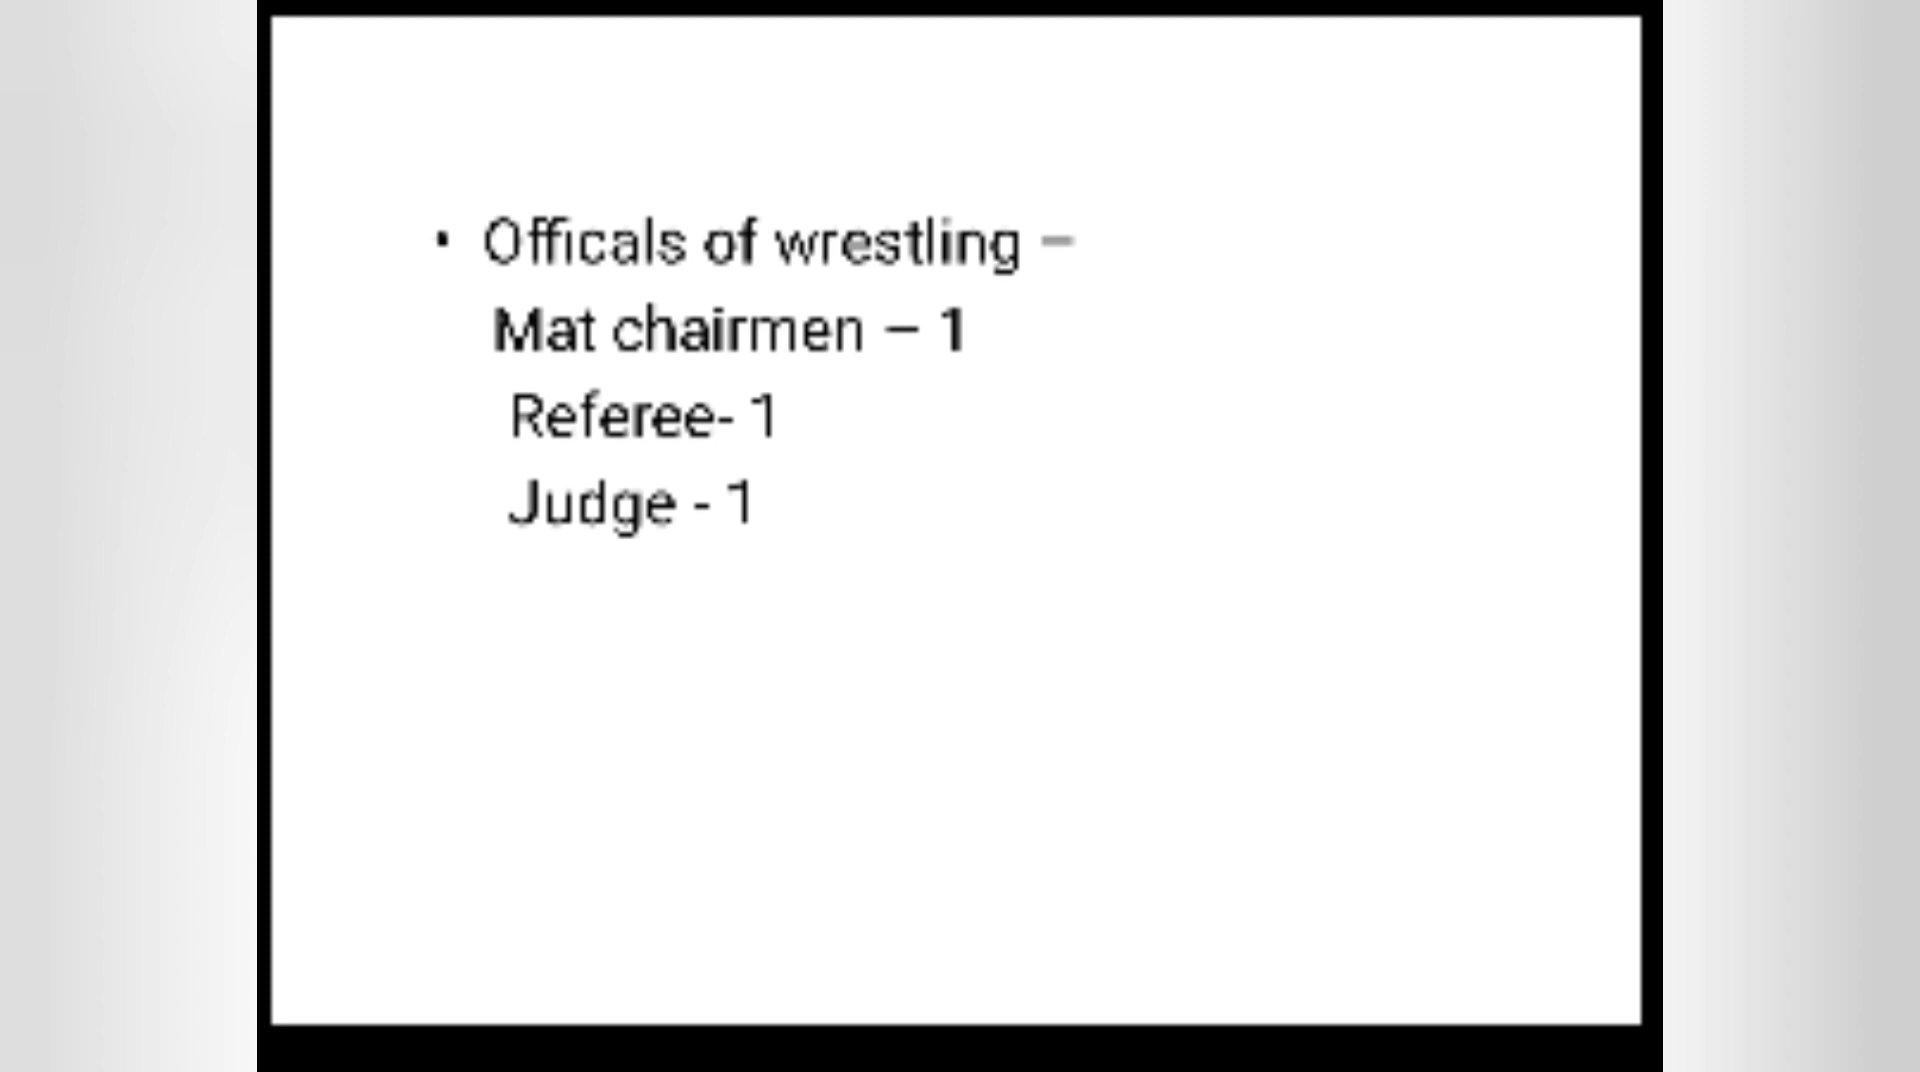 • Officals of wrestling –
Mat chairmen – 1
Referee- 1
Judge - 1